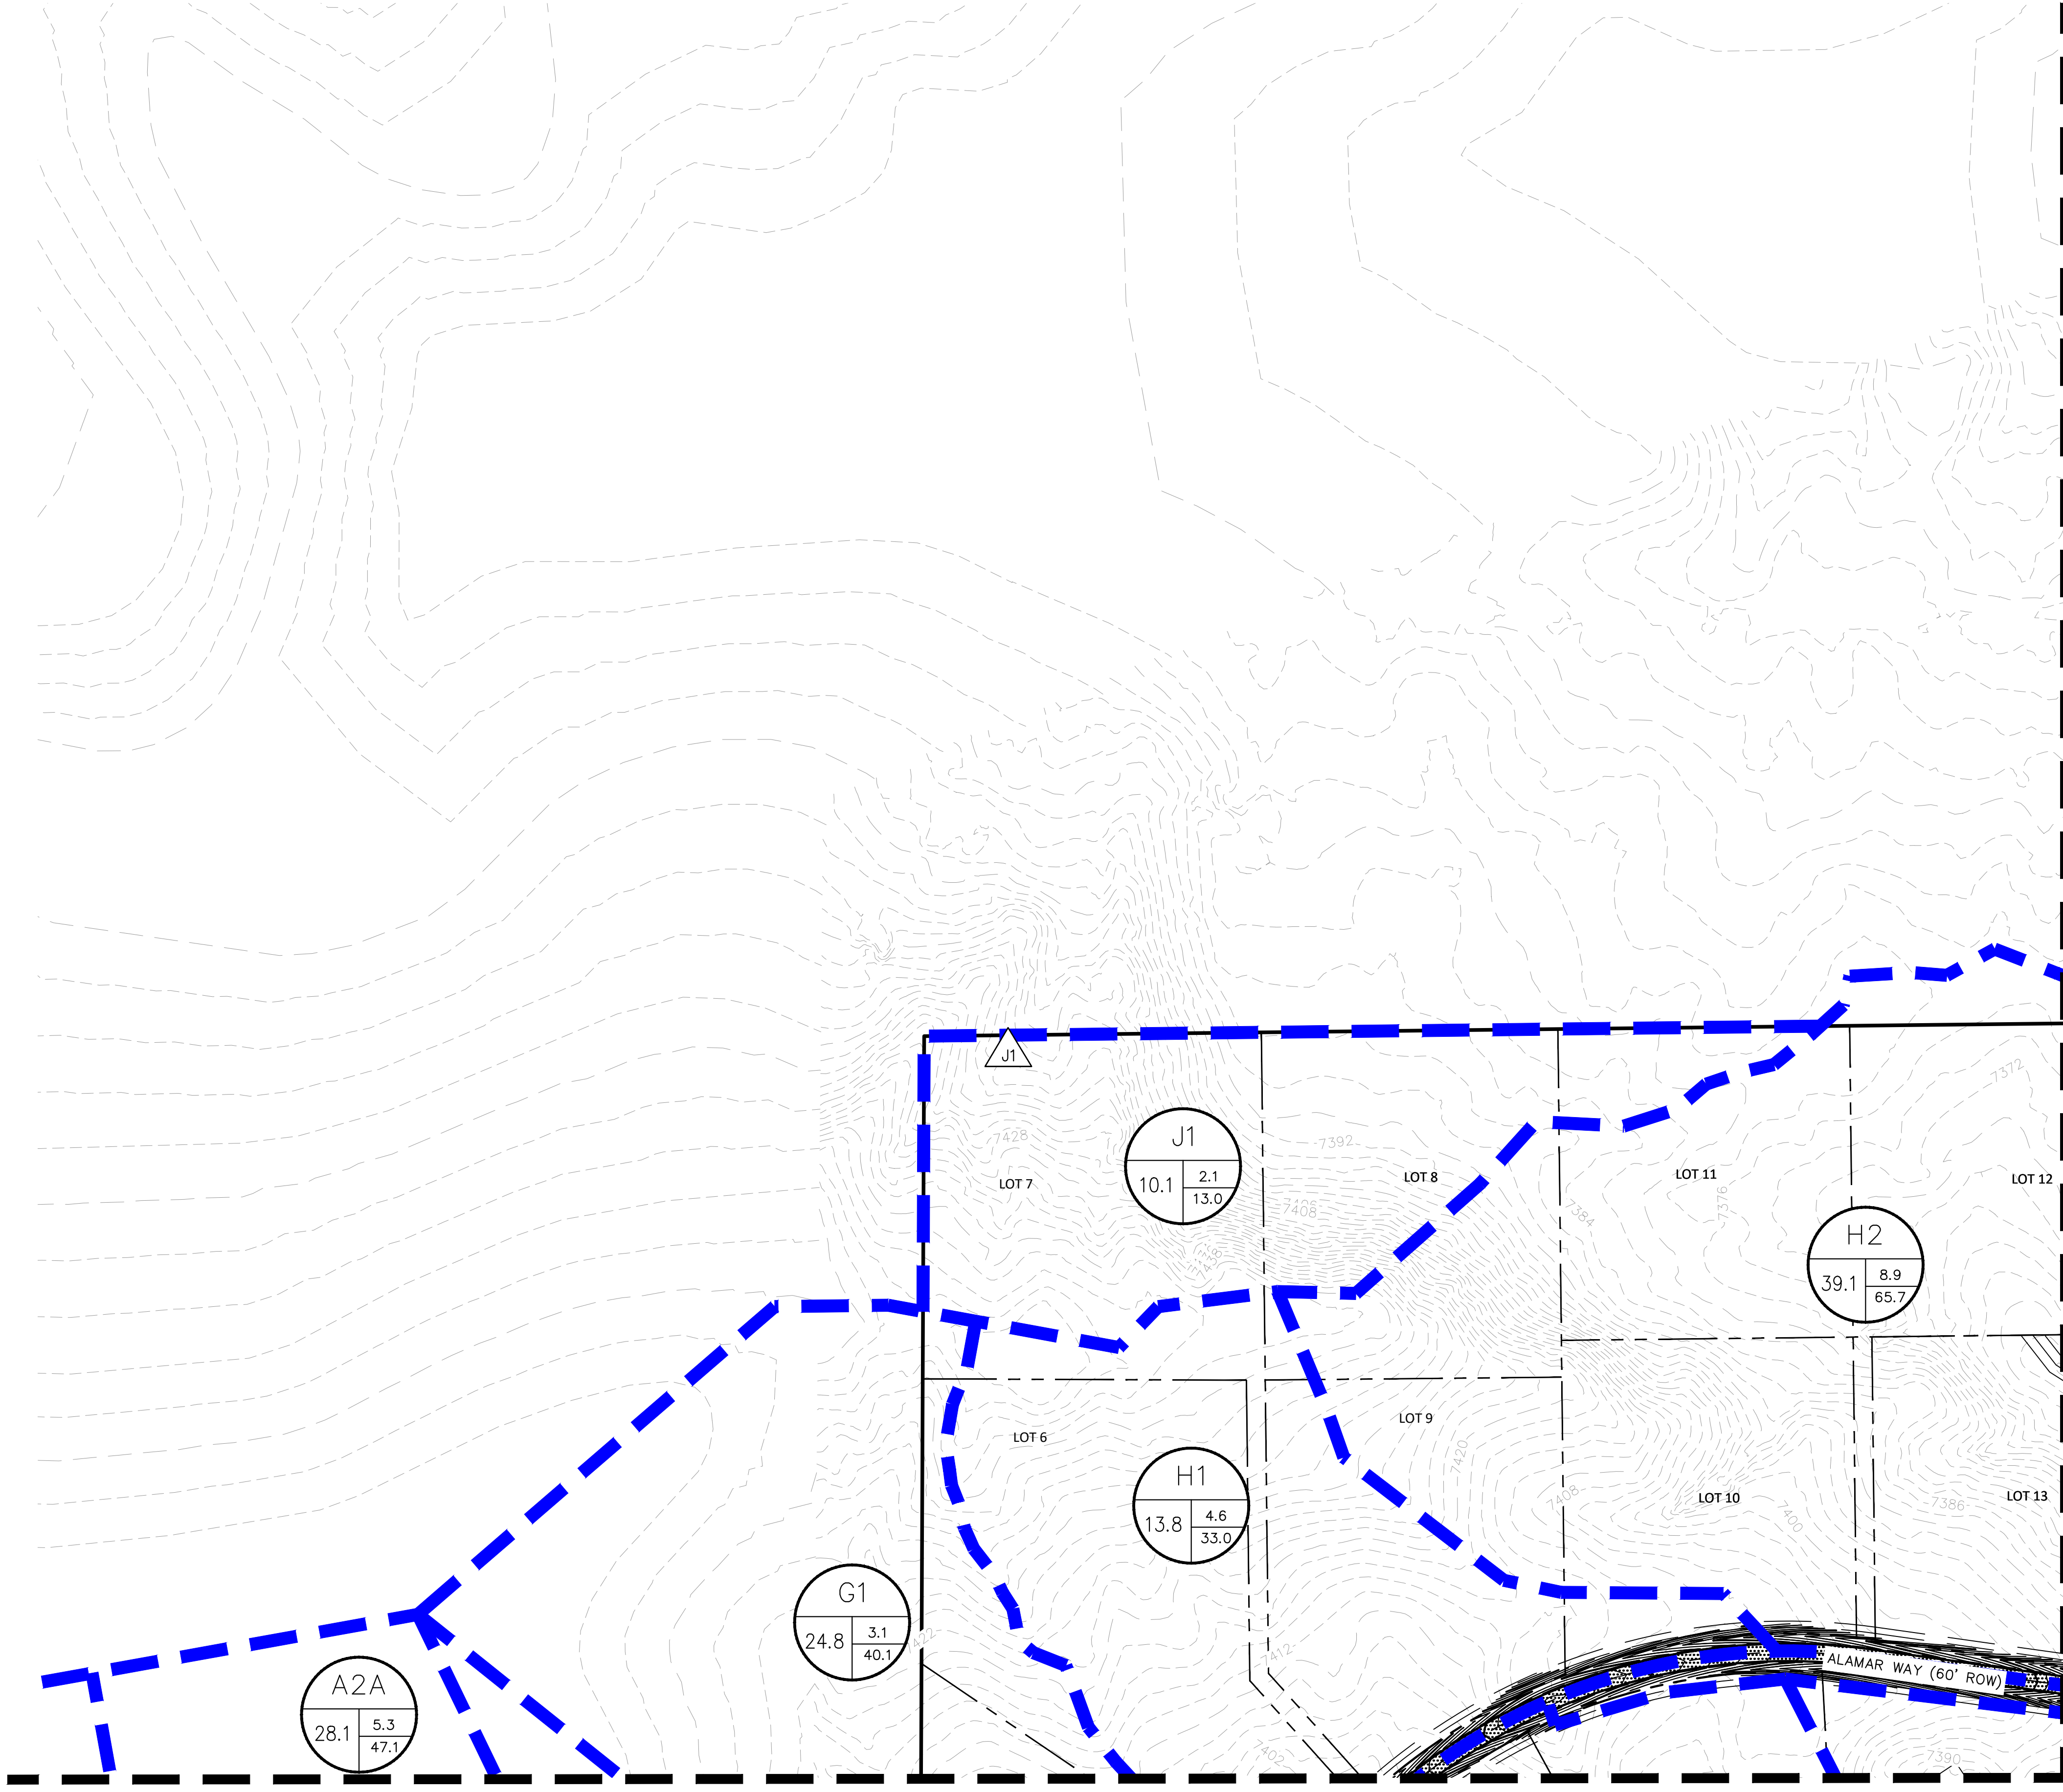 J1
7372
7428
J1
10.1
2.1
13.0
7392
LOT 8
LOT 11
LOT 12
LOT 7
7408
7384
7376
7438
H2
39.1
8.9
65.7
LOT 9
LOT 6
7420
H1
13.8
4.6
33.0
7408
LOT 10
7400
7386
LOT 13
G1
24.8
3.1
40.1
7412
A2A
28.1
5.3
47.1
ALAMAR WAY (60' ROW)
7390